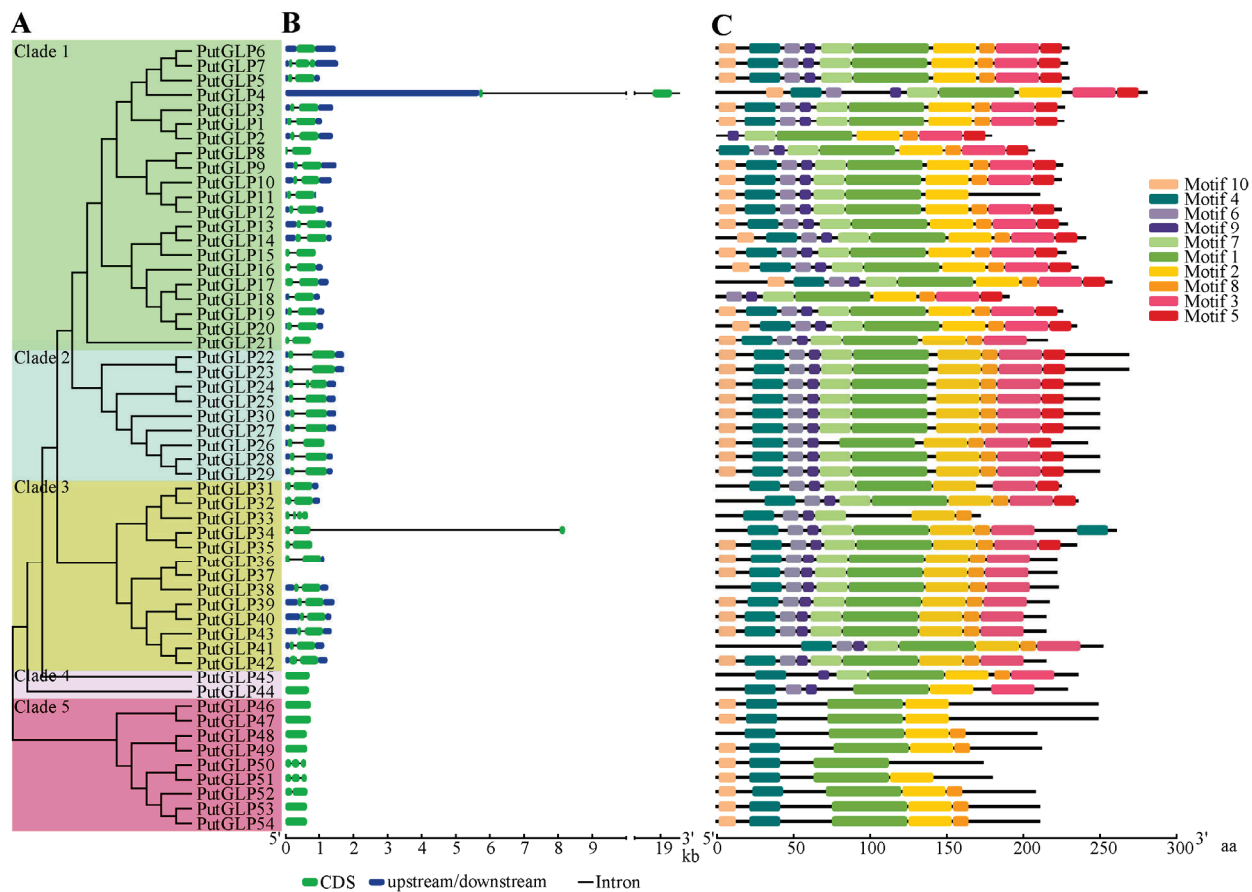 A B C
Clade 1
PutGLP6
PutGLP7
PutGLP5
PutGLP4
PutGLP3
PutGLP1
PutGLP2
PutGLP8
PutGLP9
PutGLP10
PutGLP11
PutGLP12
PutGLP13
PutGLP14
PutGLP15
PutGLP16
PutGLP17
PutGLP18
PutGLP19
PutGLP20
PutGLP21
Clade 2
PutGLP22
PutGLP23
PutGLP24
PutGLP25
PutGLP30
PutGLP27
PutGLP26
PutGLP28
PutGLP29
Clade 3
PutGLP31
PutGLP32
PutGLP33
PutGLP34
PutGLP35
PutGLP36
PutGLP37
PutGLP38
PutGLP39
PutGLP40
PutGLP43
PutGLP41
PutGLP42
Clade 4
PutGLP45
PutGLP44
Clade 5
PutGLP46
PutGLP47
PutGLP48
PutGLP49
PutGLP50
PutGLP51
PutGLP52
PutGLP53
PutGLP54
5' 3'
0 1 2 3 4 5 6 7 8 9 19 kb
CDS upstream/downstream Intron
Motif 10
Motif 4
Motif 6
Motif 9
Motif 7
Motif 1
Motif 2
Motif 8
Motif 3
Motif 5
5' 3'
0 50 100 150 200 250 300 aa